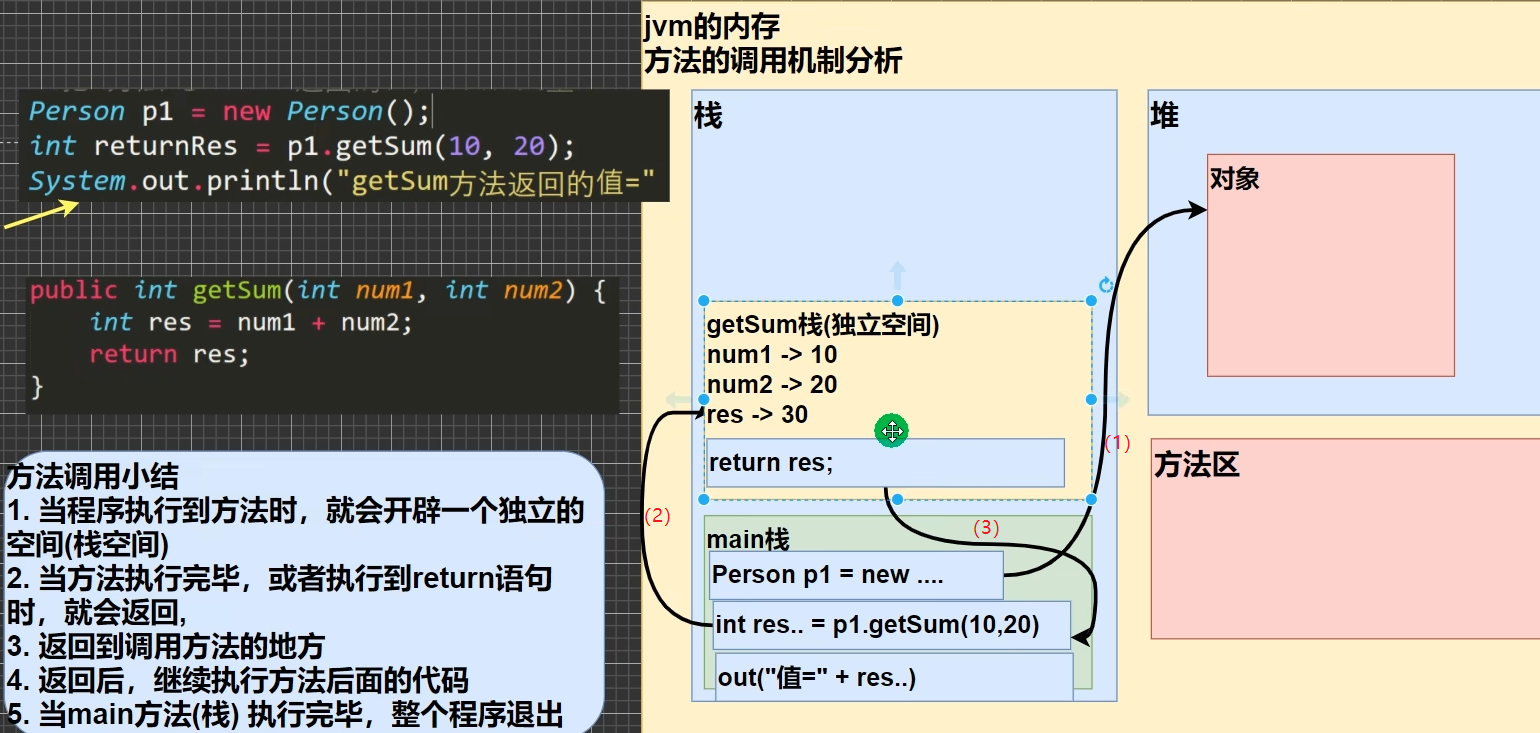 Person p1 = new Person();
int returnRes = p1.getSum(10, 20);
System.out.println("getSum方法返回的值="
public int getSum(int num1, int num2) {
int res = num1 + num2;
return res;
}
方法调用小结
1. 当程序执行到方法时，就会开辟一个独立的
空间(栈空间)
2. 当方法执行完毕，或者执行到return语句
时，就会返回,
3. 返回到调用方法的地方
4. 返回后，继续执行方法后面的代码
5. 当main方法(栈) 执行完毕，整个程序退出
jvm的内存
方法的调用机制分析
栈
getSum栈(独立空间)
num1 -> 10
num2 -> 20
res -> 30
return res;
(1)
(2)
(3)
main栈
Person p1 = new ....
int res.. = p1.getSum(10,20)
out("值=" + res..)
堆
对象
方法区